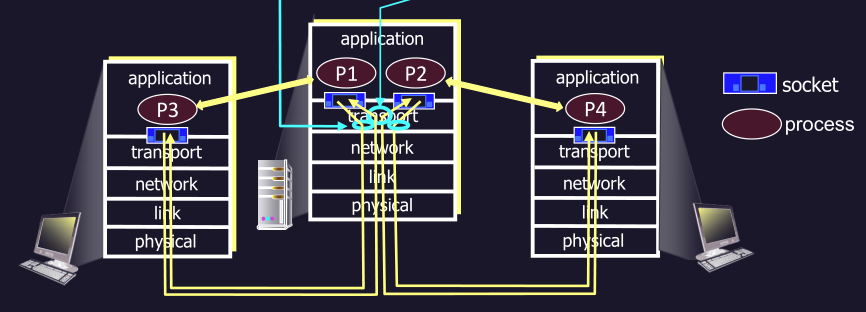 application
P3
transport
network
link
physical
application
P1
P2
transport
network
link
physical
application
P4
transport
network
link
physical
socket
process